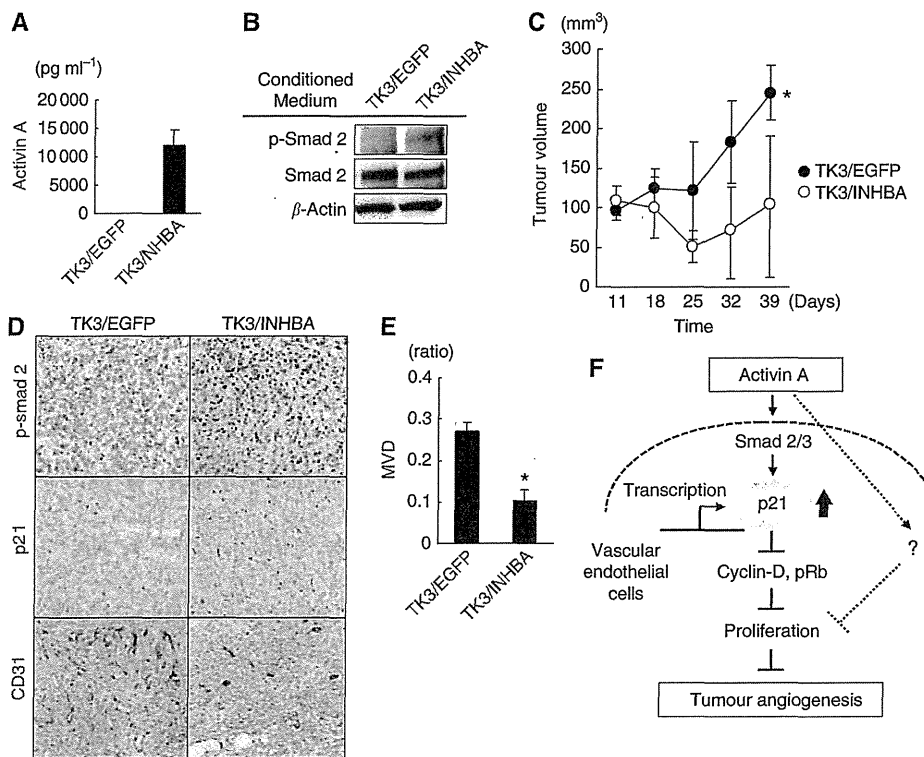 A
(pg ml⁻¹)
20 000
15 000
10 000
5000
0
Activin A
TK3/EGFP
TK3/INHBA
B
Conditioned
Medium
TK3/EGFP
TK3/INHBA
p-Smad 2
Smad 2
β-Actin
C
(mm³)
300
250
200
150
100
50
0
Tumour volume
*
TK3/EGFP
TK3/INHBA
11 18 25 32 39 (Days)
Time
D
TK3/EGFP
TK3/INHBA
p-smad 2
p21
CD31
E
(ratio)
0.4
0.3
0.2
0.1
0
MVD
*
TK3/EGFP
TK3/INHBA
F
Activin A
Smad 2/3
Transcription
p21
?
Vascular
endothelial
cells
Cyclin-D, pRb
Proliferation
Tumour angiogenesis